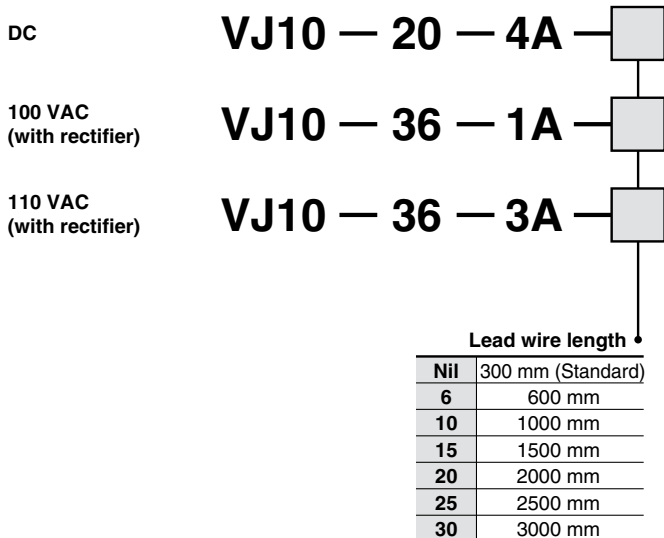 DC VJ10 — 20 — 4A —
100 VAC
(with rectifier) VJ10 — 36 — 1A —
110 VAC
(with rectifier) VJ10 — 36 — 3A —
Lead wire length
Nil 300 mm (Standard)
6 600 mm
10 1000 mm
15 1500 mm
20 2000 mm
25 2500 mm
30 3000 mm